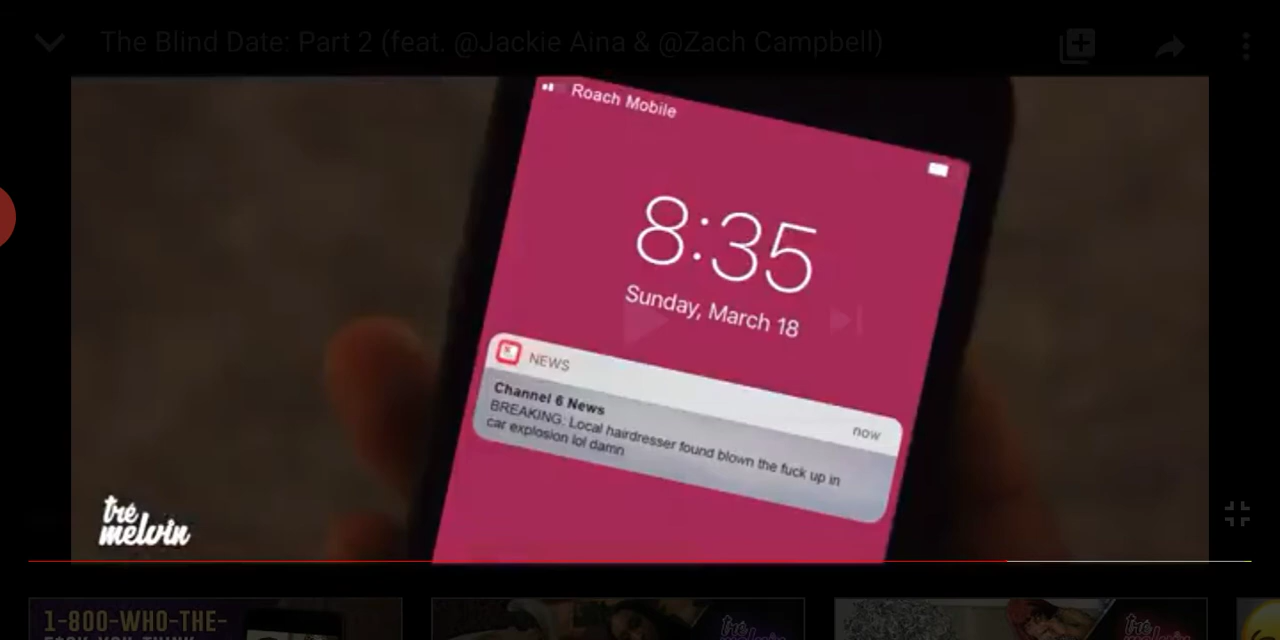 The Blind Date: Part 2 (feat. @Jackie Aina & @Zach Campbell)
Roach Mobile
8:35
Sunday, March 18
NEWS
now
Channel 6 News
BREAKING: Local hairdresser found blown the fuck up in
car explosion lol damn
tré
melvin
1-800-WHO-THE-
tré
tré